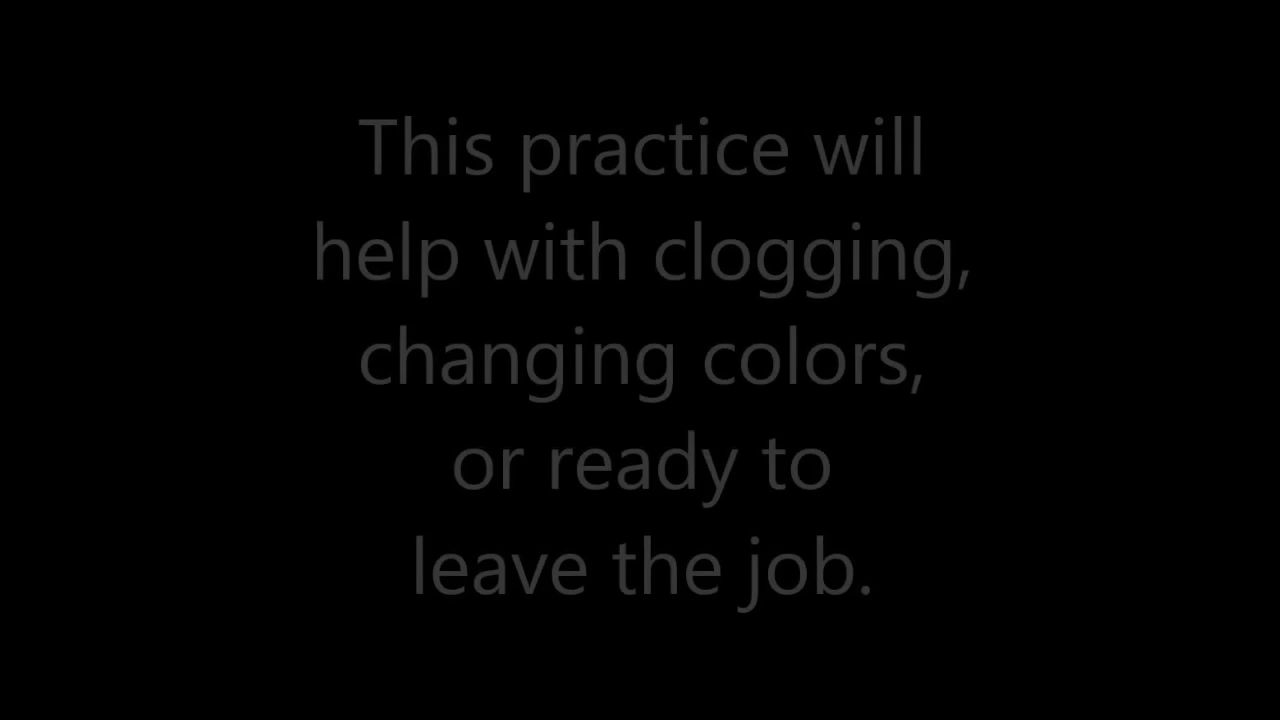 This practice will
help with clogging,
changing colors,
or ready to
leave the job.